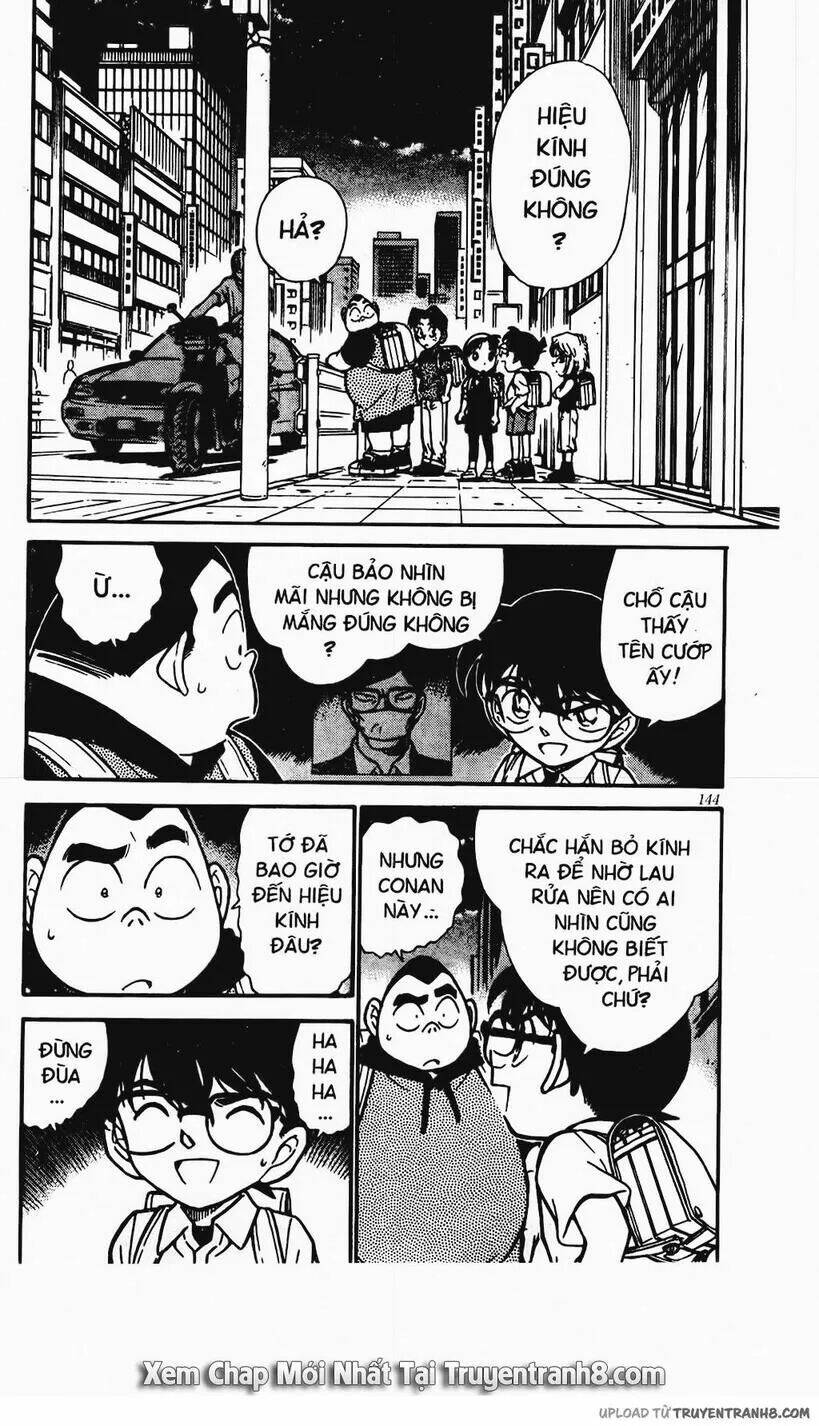 HIỆU
KÍNH
ĐÚNG
KHÔNG
?
HẢ?
CHỖ CẬU
THẤY
TÊN CƯỚP
ẤY!
CẬU BẢO NHÌN
MÃI NHƯNG KHÔNG BỊ
MẮNG ĐÚNG KHÔNG
?
Ừ...
144
CHẮC HẲN BỎ KÍNH
RA ĐỂ NHỜ LAU
RỬA NÊN CÓ AI
NHÌN CŨNG
KHÔNG BIẾT
ĐƯỢC, PHẢI
CHỨ?
NHƯNG
CONAN
NÀY...
TỚ ĐÃ
BAO GIỜ
ĐẾN HIỆU
KÍNH
ĐÂU?
HA
HA
HA
...
ĐỪNG
ĐÙA
...
Xem Chap Mới Nhất Tại Truyentranh8.com
UPLOAD TỪ TRUYENTRANH8.COM